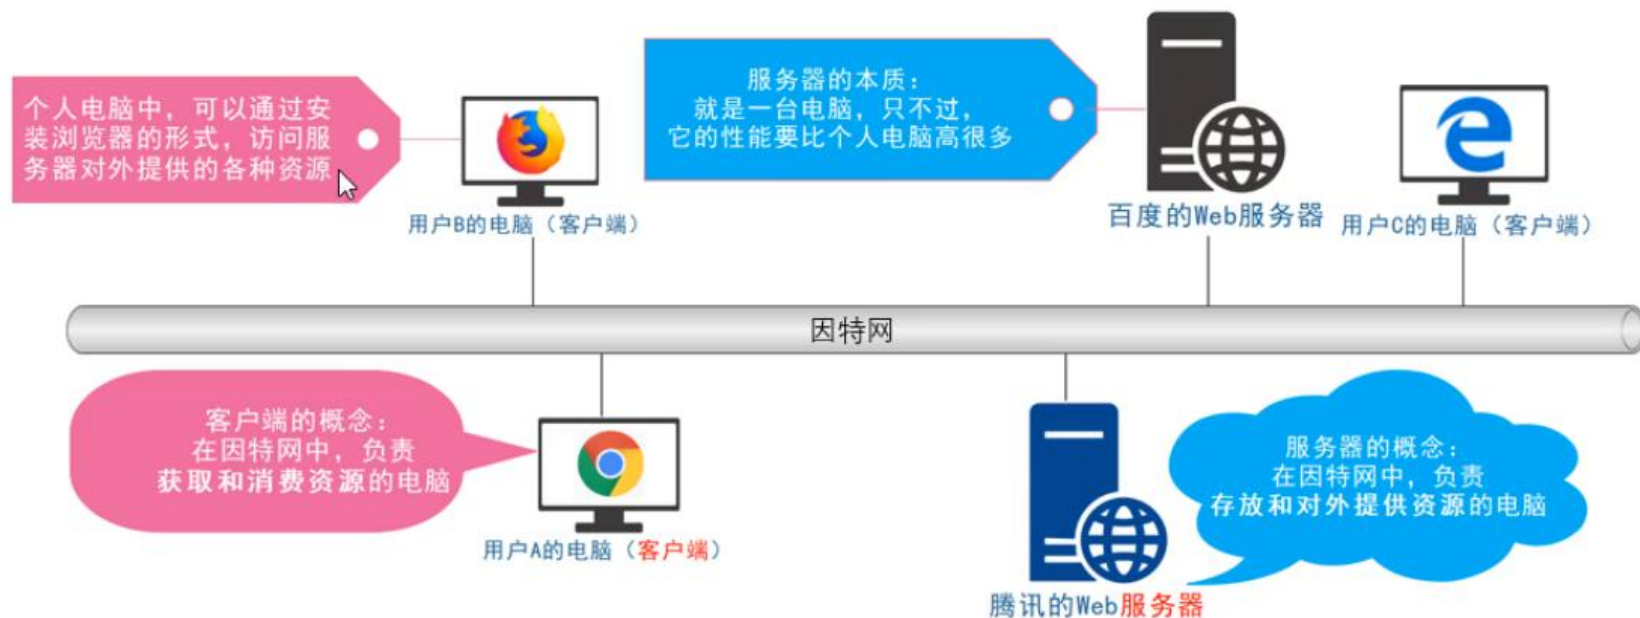 个人电脑中，可以通过安
装浏览器的形式，访问服
务器对外提供的各种资源
用户B的电脑（客户端）
服务器的本质：
就是一台电脑，只不过，
它的性能要比个人电脑高很多
百度的Web服务器
用户C的电脑（客户端）
因特网
客户端的概念：
在因特网中，负责
获取和消费资源的电脑
用户A的电脑（客户端）
腾讯的Web服务器
服务器的概念：
在因特网中，负责
存放和对外提供资源的电脑